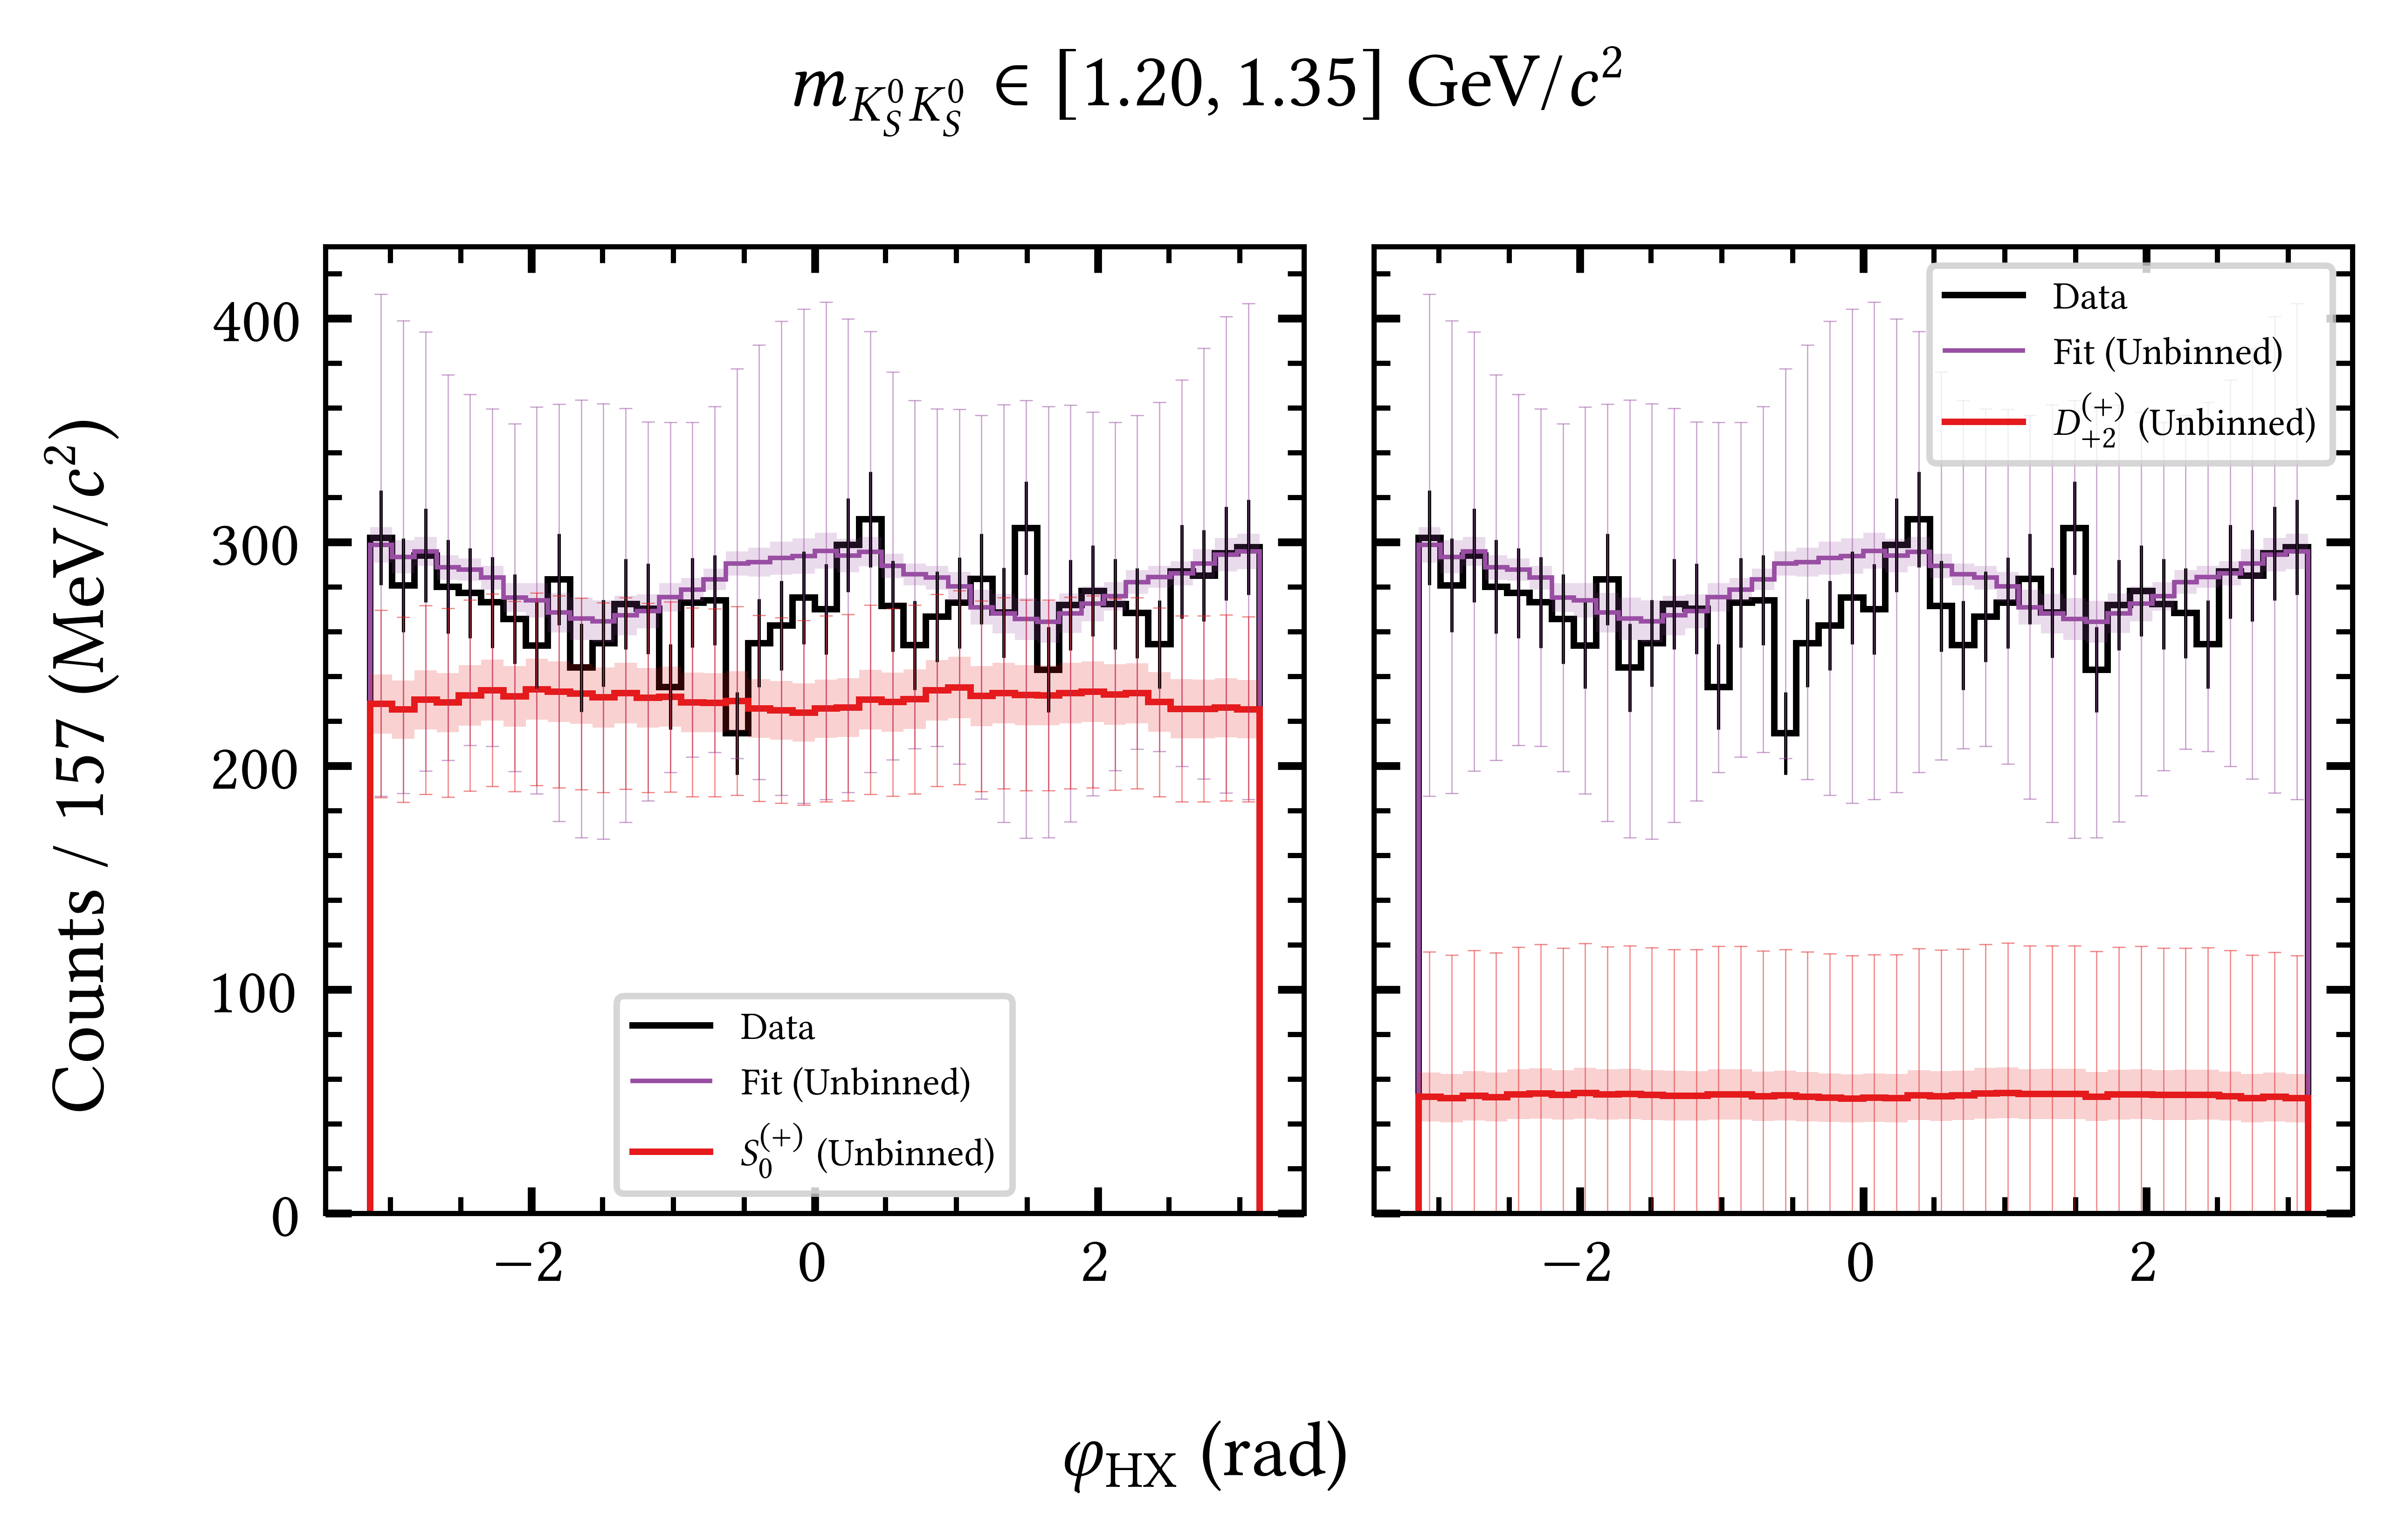 m_{K_S^0 K_S^0} ∈ [1.20, 1.35] GeV/c²
Counts / 157 (MeV/c²)
400
300
200
100
0
Data
Fit (Unbinned)
S_0^{(+)} (Unbinned)
−2
0
2
Data
Fit (Unbinned)
D_{+2}^{(+)} (Unbinned)
−2
0
2
φ_HX (rad)